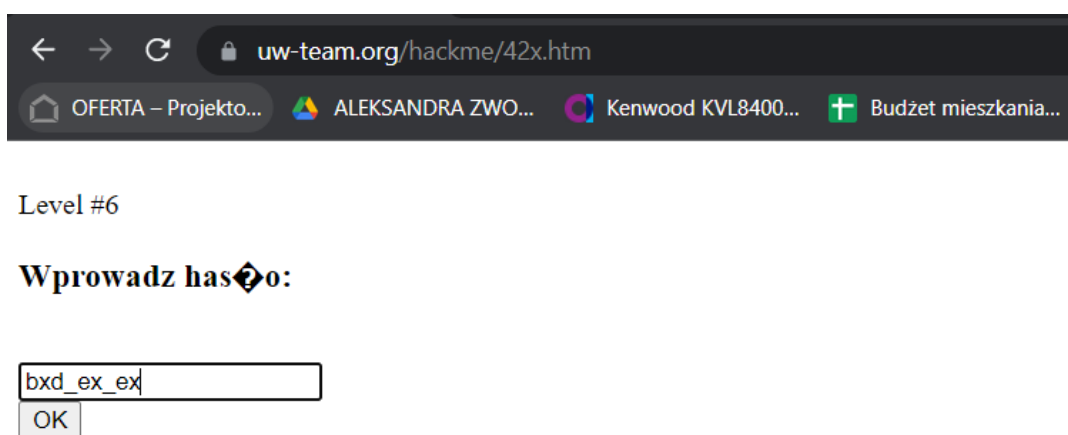 uw-team.org/hackme/42x.htm
OFERTA – Projekto... ALEKSANDRA ZWO... Kenwood KVL8400... Budżet mieszkania...
Level #6
Wprowadz has�o:
bxd_ex_ex
OK